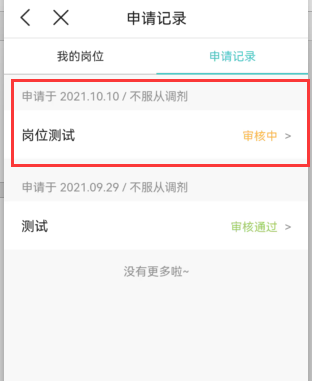 申请记录
我的岗位 申请记录
申请于 2021.10.10 / 不服从调剂
岗位测试 审核中 >
申请于 2021.09.29 / 不服从调剂
测试 审核通过 >
没有更多啦~